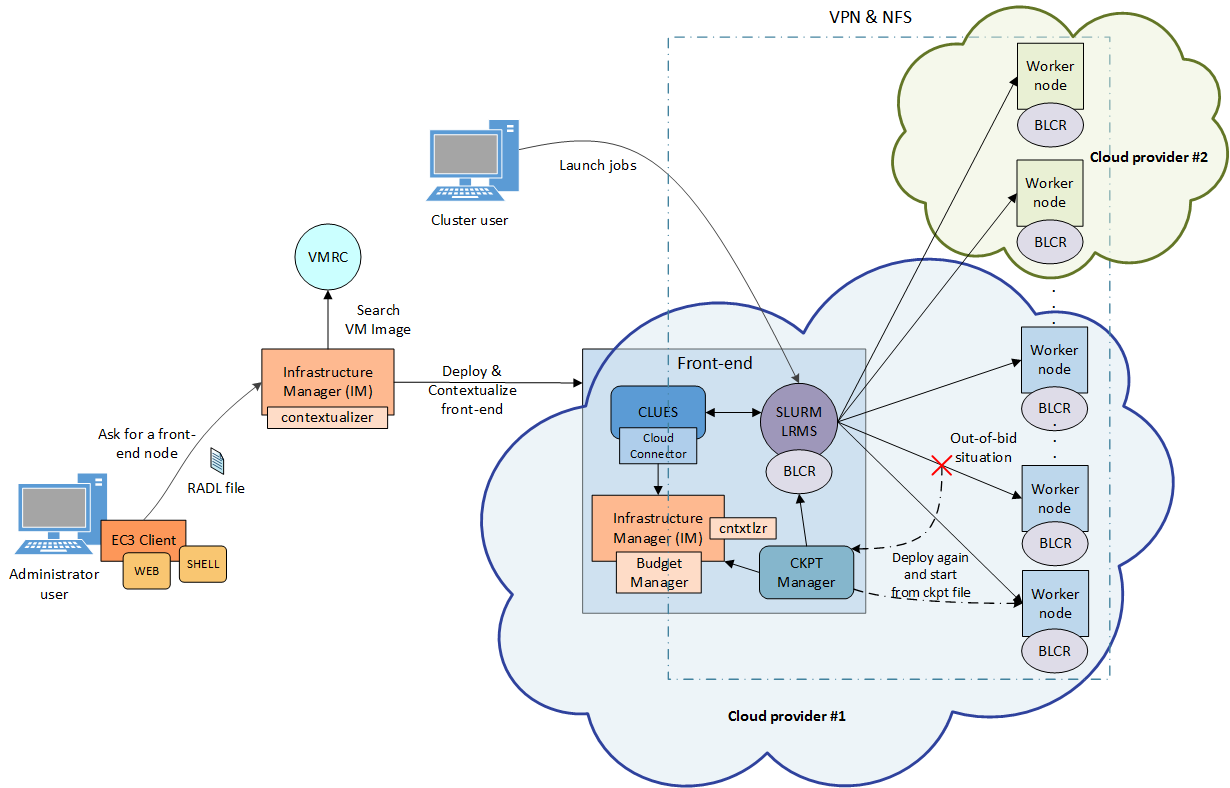 VPN & NFS
Worker
node
BLCR
Cloud provider #2
Worker
node
BLCR
Launch jobs
Cluster user
VMRC
Search
VM Image
Infrastructure
Manager (IM)
contextualizer
Deploy &
Contextualize
front-end
Ask for a front-
end node
RADL file
EC3 Client
WEB
SHELL
Administrator
user
Front-end
CLUES
Cloud
Connector
SLURM
LRMS
BLCR
Infrastructure
Manager (IM)
cntxtlzr
Budget
Manager
CKPT
Manager
Worker
node
BLCR
Out-of-bid
situation
Worker
node
BLCR
Deploy again
and start
from ckpt file
Worker
node
BLCR
Cloud provider #1